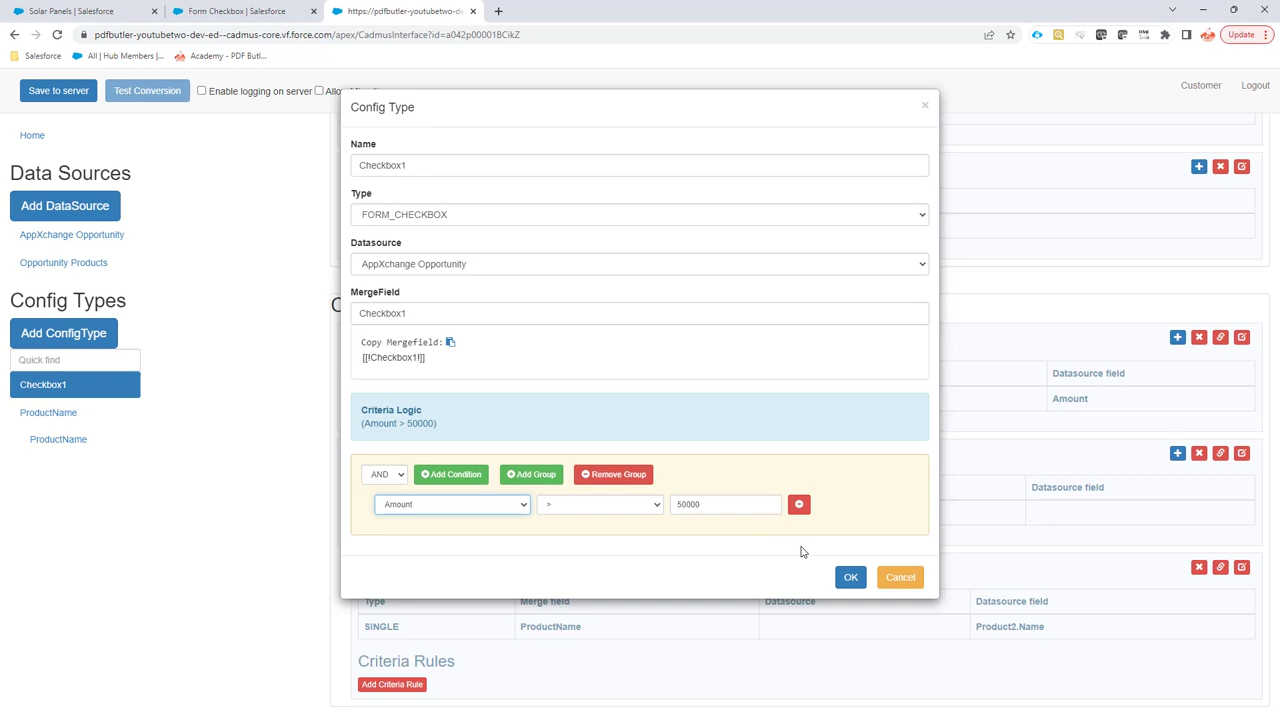 Solar Panels | Salesforce
Form Checkbox | Salesforce
https://pdfbutler-youtubetwo-de
pdfbutler-youtubetwo-dev-ed--cadmus-core.vf.force.com/apex/CadmusInterface?id=a042p00001BCiKZ
Update
Salesforce
All | Hub Members |...
Academy - PDF Butl...
Save to server
Test Conversion
Enable logging on server
Customer
Logout
Home
Data Sources
Add DataSource
AppXchange Opportunity
Opportunity Products
Config Types
Add ConfigType
Quick find
Checkbox1
ProductName
ProductName
Config Type
×
Name
Checkbox1
Type
FORM_CHECKBOX
Datasource
AppXchange Opportunity
MergeField
Checkbox1
Copy Mergefield:
[[!Checkbox1!]]
Criteria Logic
(Amount > 50000)
AND
Add Condition
Add Group
Remove Group
Amount
>
50000
OK
Cancel
Datasource field
Amount
Datasource field
Type
Merge field
Datasource
Datasource field
SINGLE
ProductName
Product2.Name
Criteria Rules
Add Criteria Rule